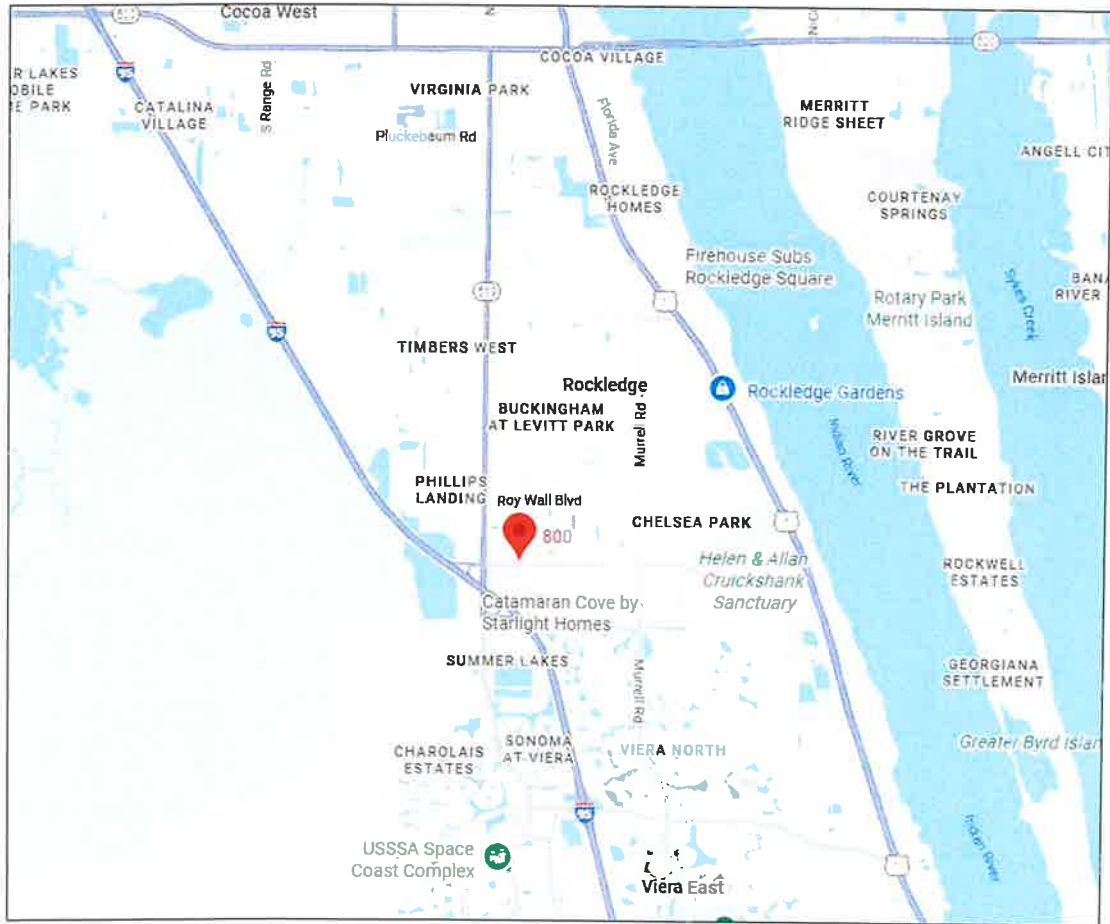 Cocoa West
COCOA VILLAGE
95
CATALINA
VILLAGE
S Range Rd
VIRGINIA PARK
Pluckebaum Rd
Florida Ave
MERRITT
RIDGE SHEET
ANGELL CIT
R LAKES
OBILE
E PARK
ROCKLEDGE
HOMES
COURTENAY
SPRINGS
Firehouse Subs
Rockledge Square
Rotary Park
Merritt Island
Sykes Creek
BANA
RIVER
95
TIMBERS WEST
Rockledge
Rockledge Gardens
Merritt Islan
BUCKINGHAM
AT LEVITT PARK
Murrell Rd
Indian River
RIVER GROVE
ON THE TRAIL
THE PLANTATION
PHILLIPS
LANDING
Roy Wall Blvd
800
CHELSEA PARK
Helen & Allan
Cruickshank
Sanctuary
ROCKWELL
ESTATES
Catamaran Cove by
Starlight Homes
SUMMER LAKES
Murrell Rd
GEORGIANA
SETTLEMENT
Greater Byrd Islan
CHAROLAIS
ESTATES
SONOMA
AT VIERA
VIERA NORTH
95
Indian River
USSSA Space
Coast Complex
Viera East